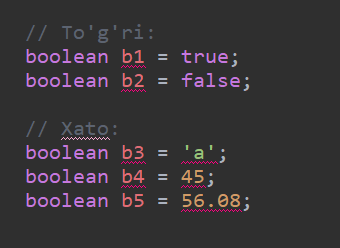 // To'g'ri:
boolean b1 = true;
boolean b2 = false;
// Xato:
boolean b3 = 'a';
boolean b4 = 45;
boolean b5 = 56.08;